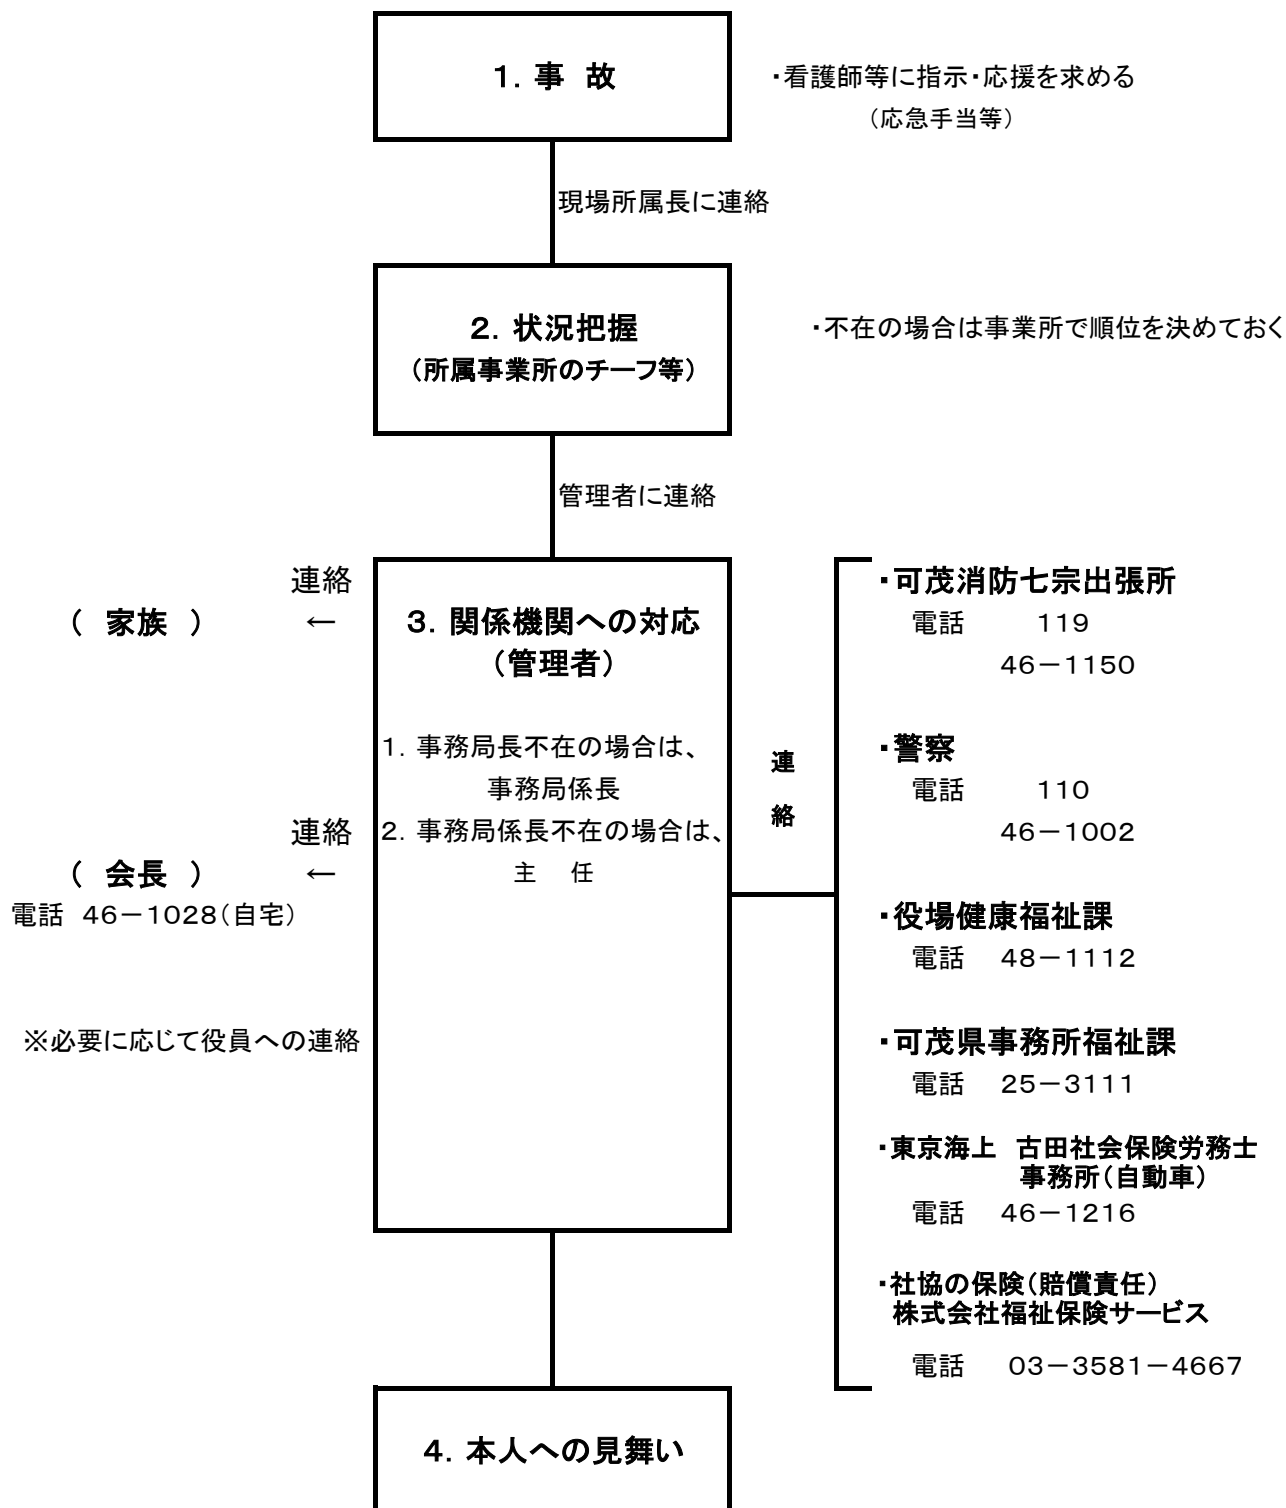 １．事　故
・看護師等に指示・応援を求める
（応急手当等）
現場所属長に連絡
２．状況把握
（所属事業所のチーフ等）
・不在の場合は事業所で順位を決めておく
管理者に連絡
連絡
（　家族　）　←
３．関係機関への対応
（管理者）
１．事務局長不在の場合は、
事務局係長
２．事務局係長不在の場合は、
主　任
連絡
（　会長　）　←
電話　４６－１０２８（自宅）
※必要に応じて役員への連絡
連
絡
・可茂消防七宗出張所
電話　　１１９
４６－１１５０
・警察
電話　　１１０
４６－１００２
・役場健康福祉課
電話　４８－１１１２
・可茂県事務所福祉課
電話　２５－３１１１
・東京海上　古田社会保険労務士
事務所（自動車）
電話　４６－１２１６
・社協の保険（賠償責任）
株式会社福祉保険サービス
電話　０３－３５８１－４６６７
４．本人への見舞い